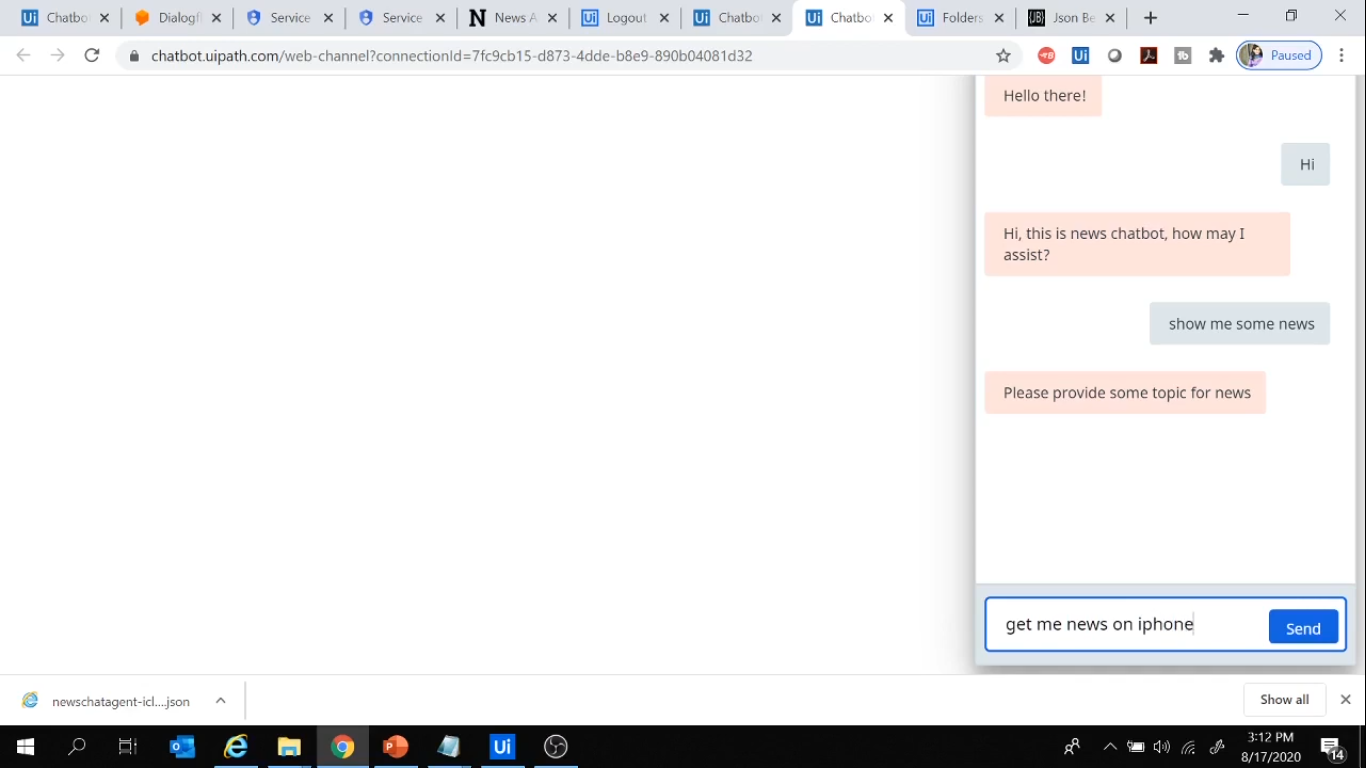 Chatbo
Dialogfl
Service
Service
News A
Logout
Chatbo
Chatbo
Folders
Json Be
chatbot.uipath.com/web-channel?connectionId=7fc9cb15-d873-4dde-b8e9-890b04081d32
Paused
Hello there!
Hi
Hi, this is news chatbot, how may I
assist?
show me some news
Please provide some topic for news
get me news on iphone
Send
newschatagent-icl....json
Show all
3:12 PM
8/17/2020
14